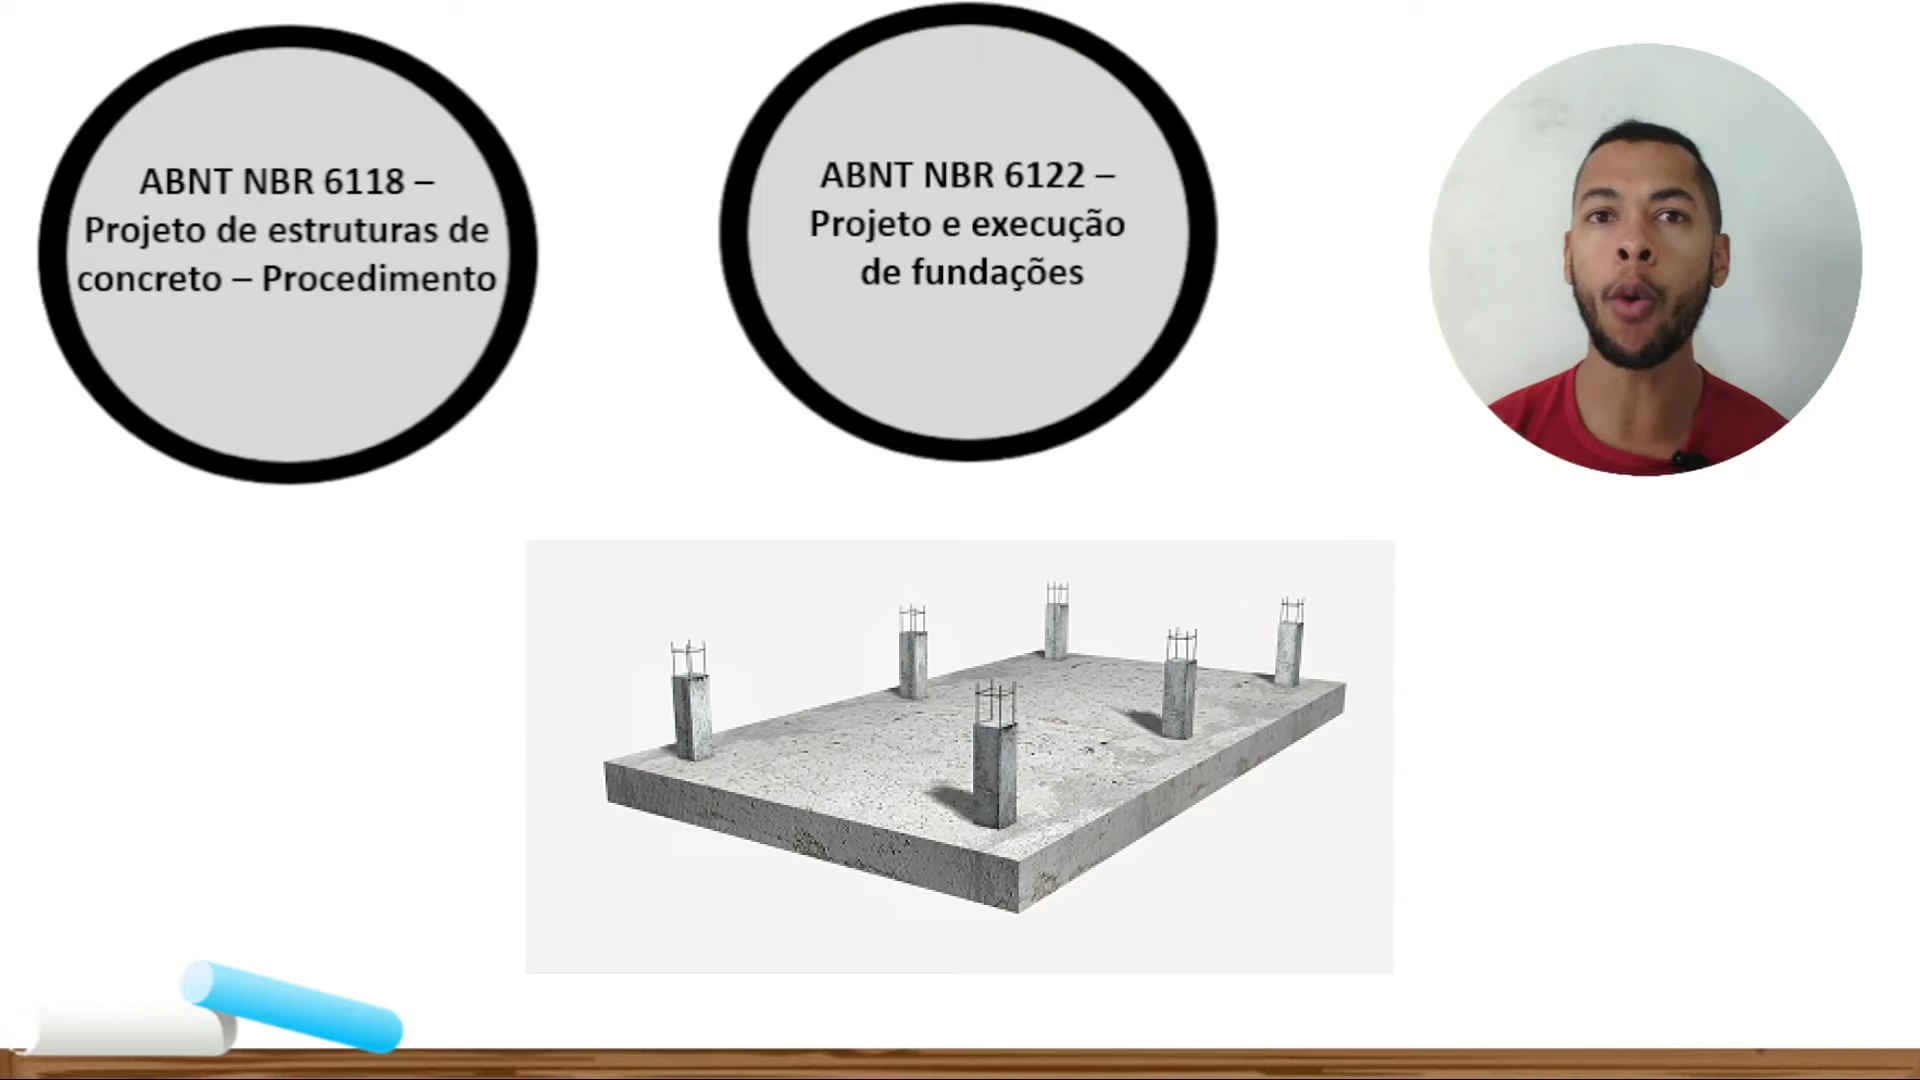 ABNT NBR 6118 –
Projeto de estruturas de
concreto – Procedimento
ABNT NBR 6122 –
Projeto e execução
de fundações